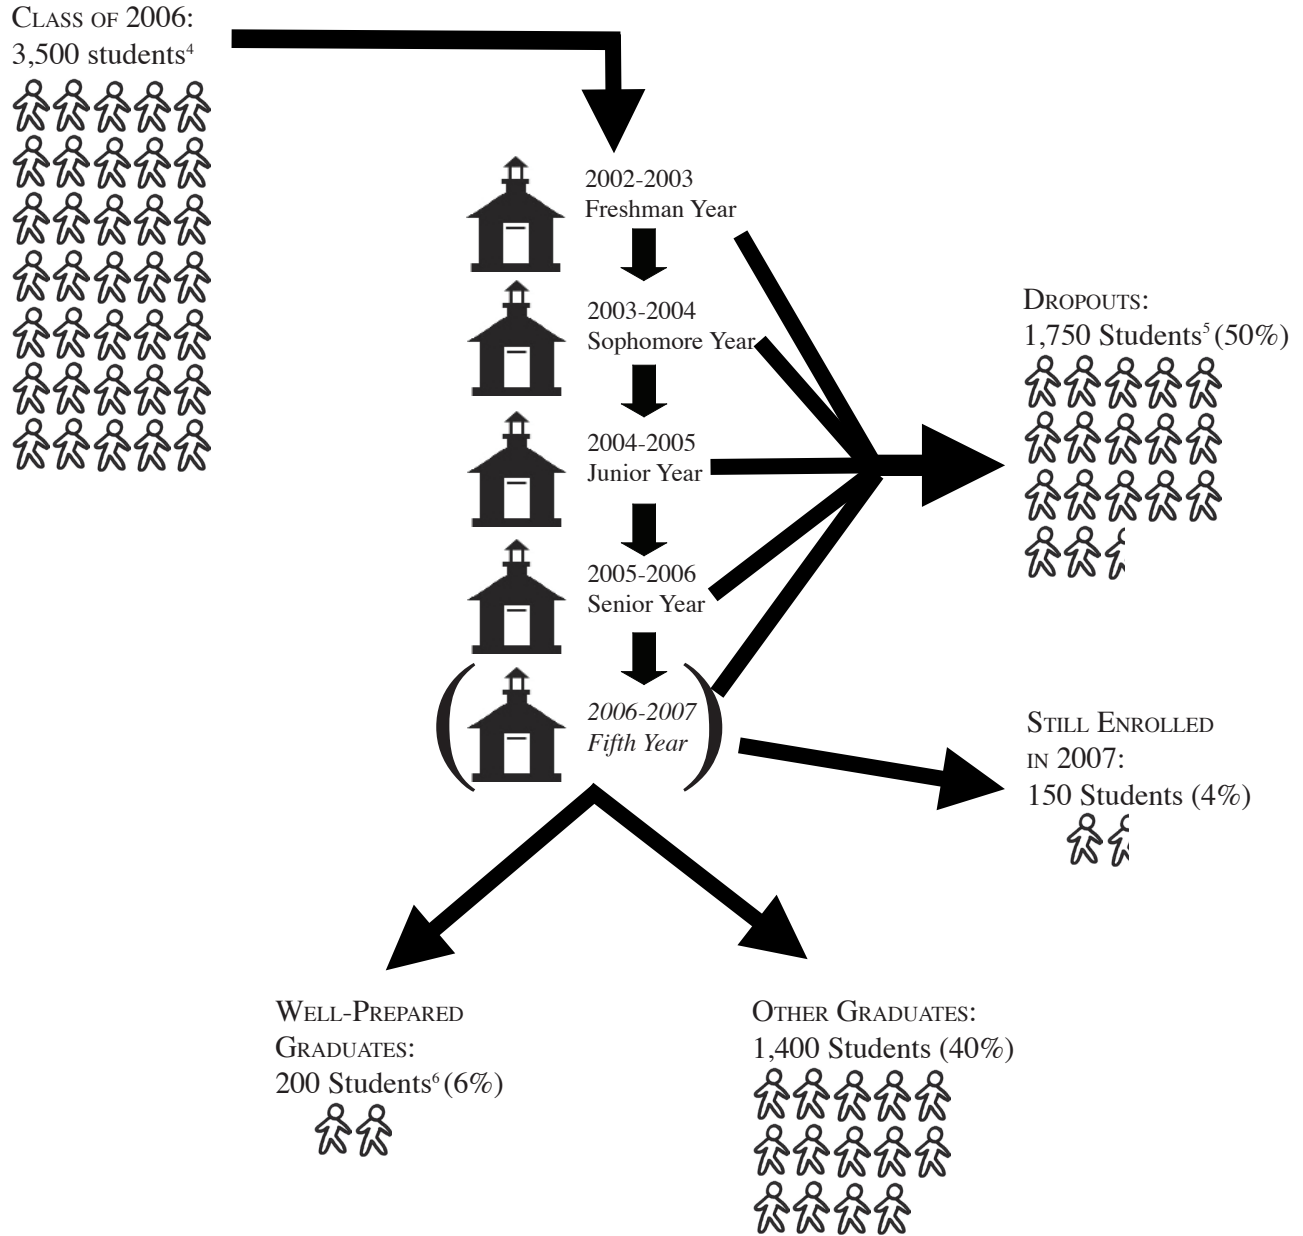 Class of 2006:
3,500 students⁴
2002-2003
Freshman Year
2003-2004
Sophomore Year
2004-2005
Junior Year
2005-2006
Senior Year
2006-2007
Fifth Year
Dropouts:
1,750 Students⁵ (50%)
Still Enrolled
in 2007:
150 Students (4%)
Well-Prepared
Graduates:
200 Students⁶ (6%)
Other Graduates:
1,400 Students (40%)